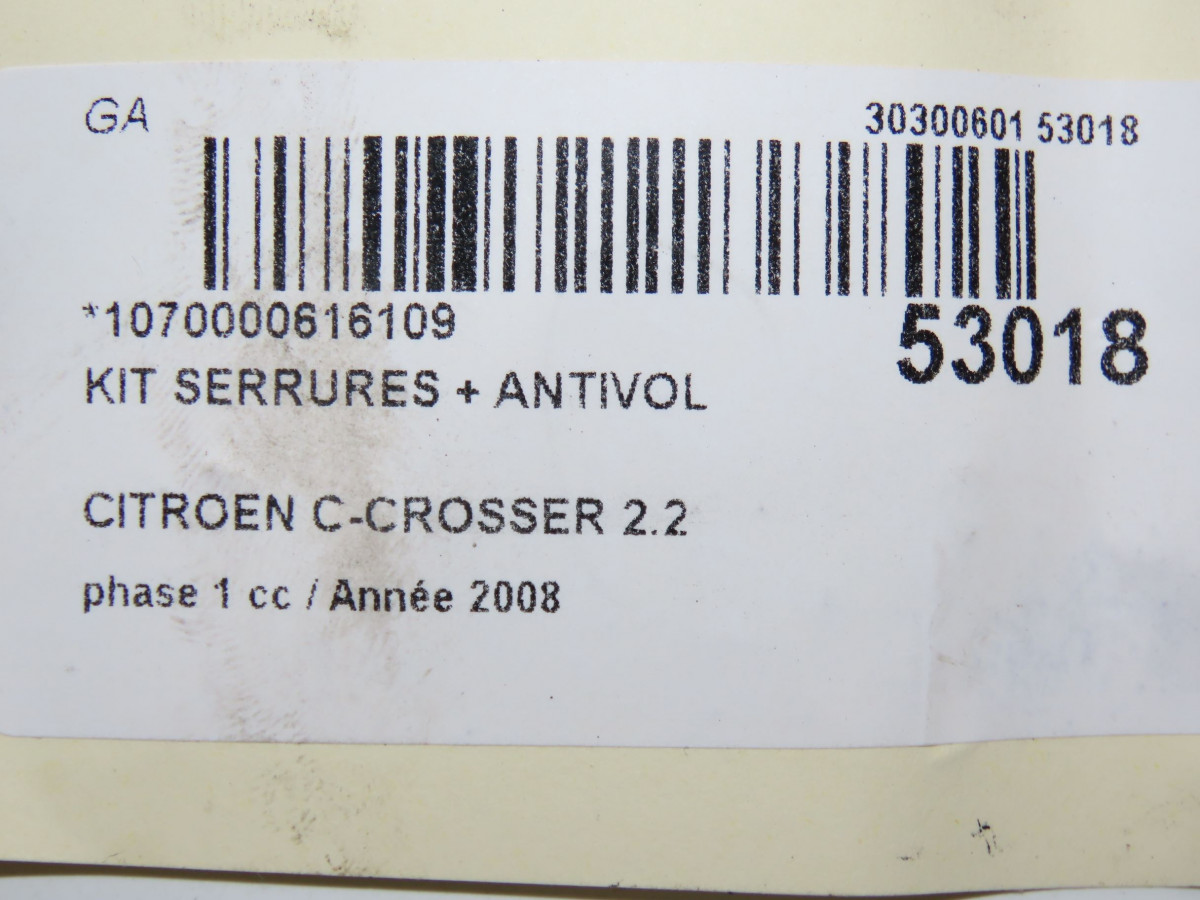 GA
30300601 53018
*1070000616109
53018
KIT SERRURES + ANTIVOL
CITROEN C-CROSSER 2.2
phase 1 cc / Année 2008